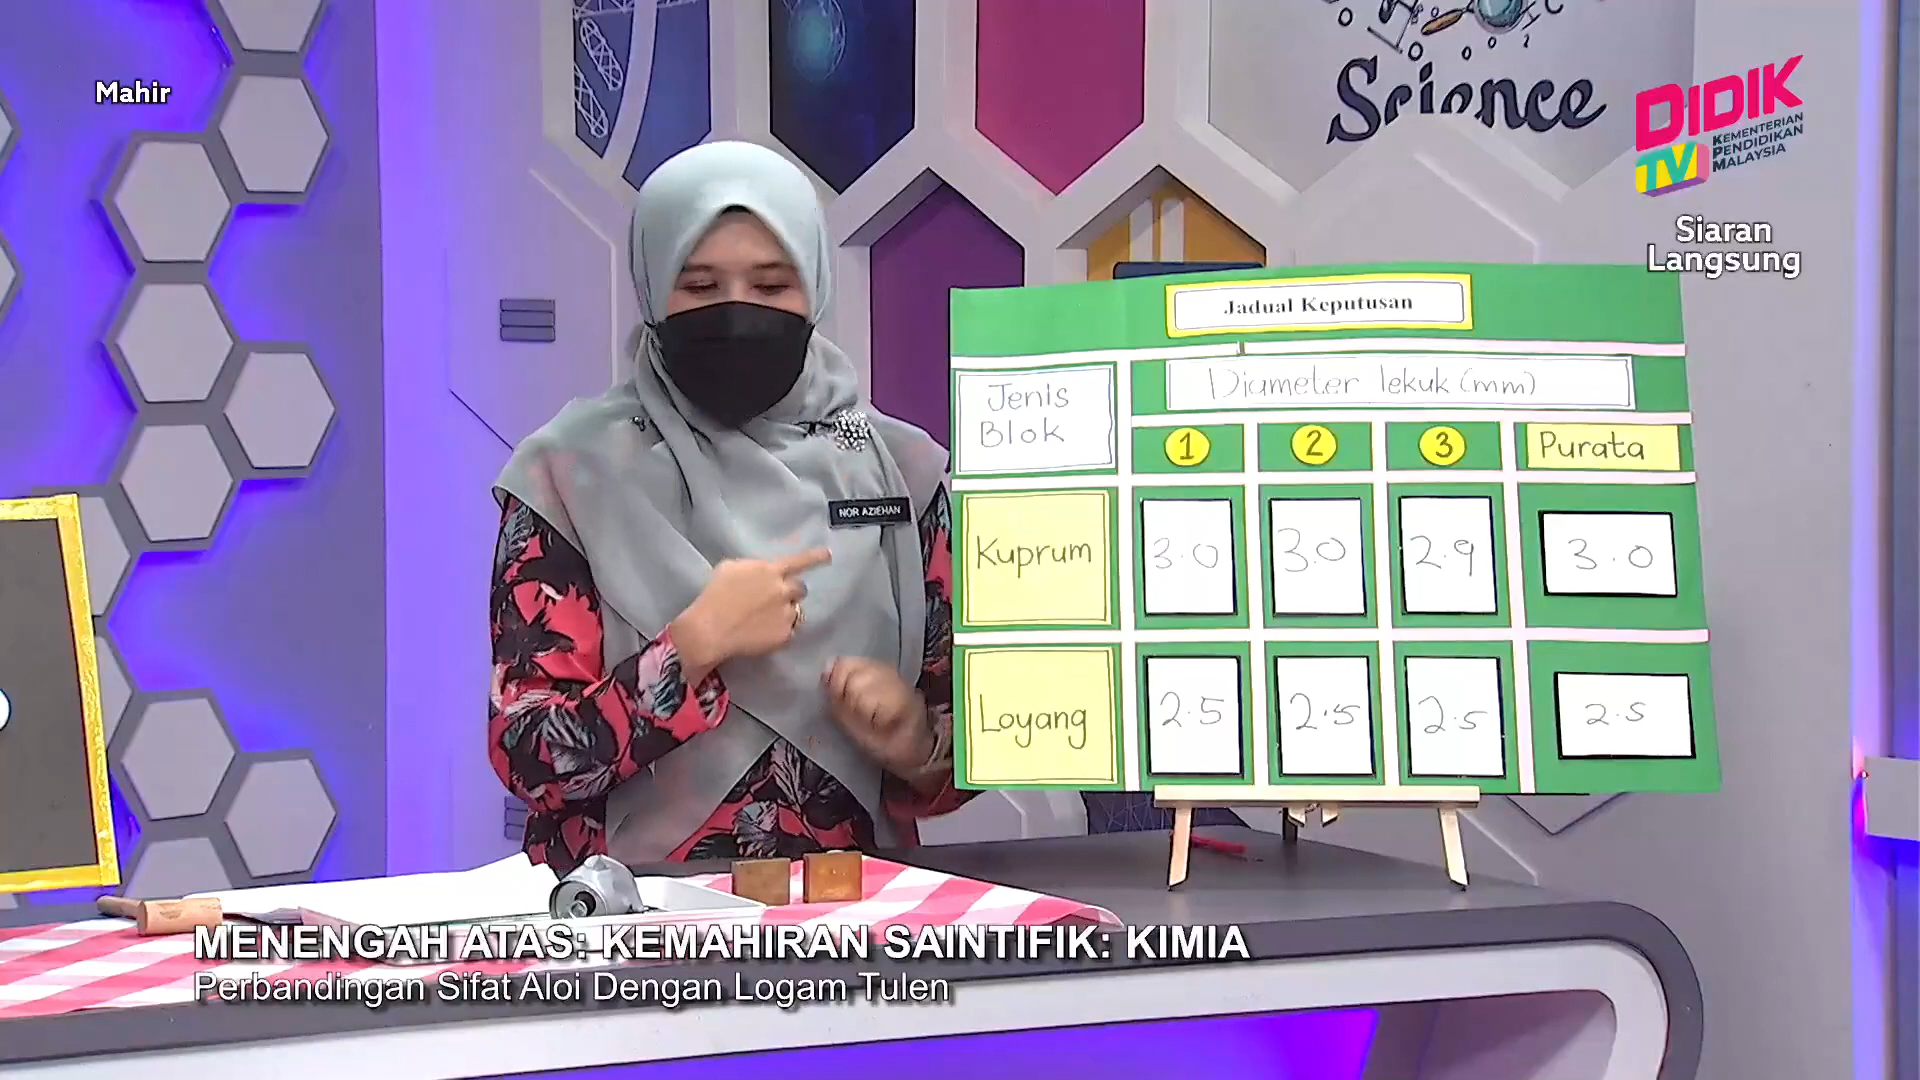 Mahir
Science
DIDIK
TV
KEMENTERIAN
PENDIDIKAN
MALAYSIA
Siaran
Langsung
Jadual Keputusan
Jenis
Blok
Diameter lekuk (mm)
1 2 3 Purata
Kuprum 3.0 3.0 2.9 3.0
Loyang 2.5 2.5 2.5 2.5
NOR AZIEHAN
MENENGAH ATAS: KEMAHIRAN SAINTIFIK: KIMIA
Perbandingan Sifat Aloi Dengan Logam Tulen